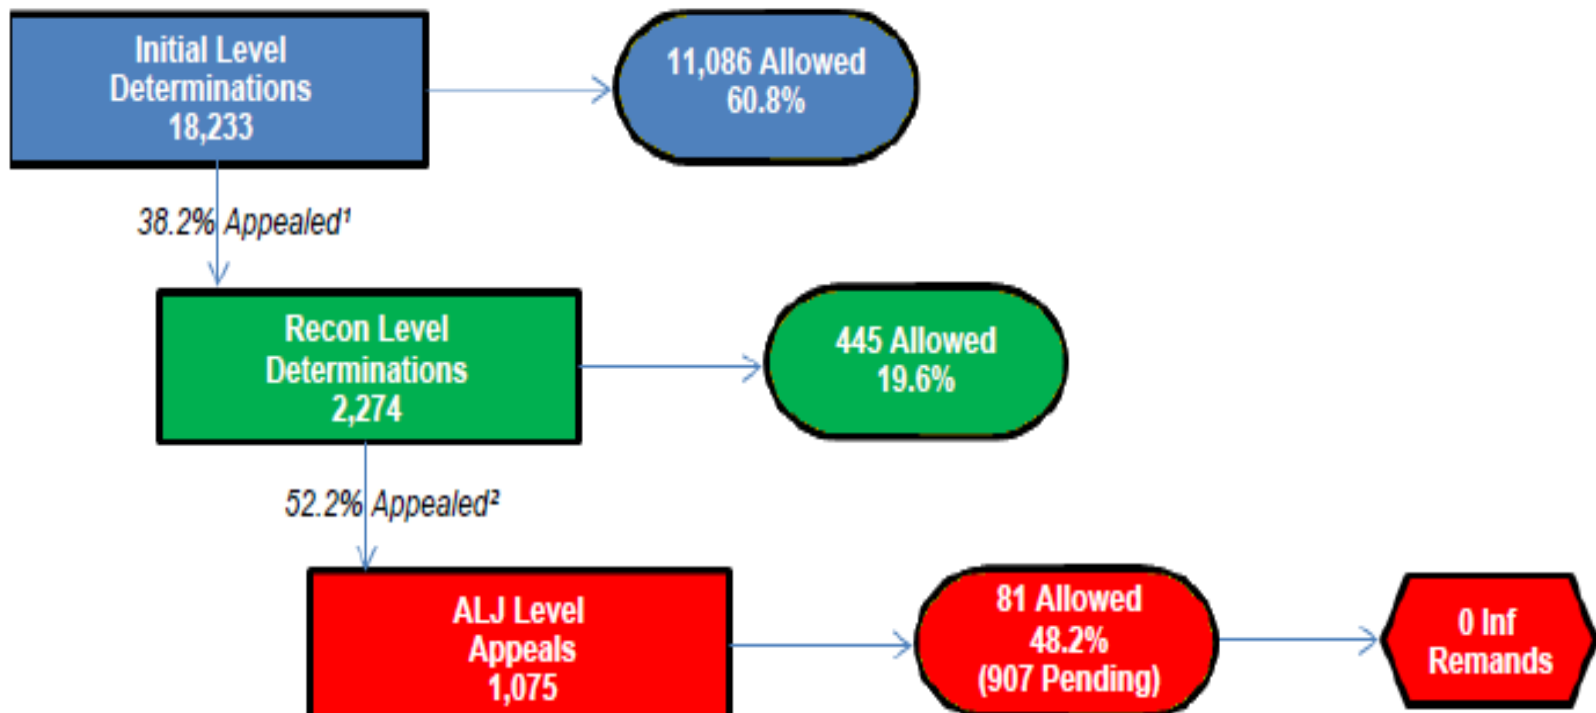 Initial Level
Determinations
18,233
11,086 Allowed
60.8%
38.2% Appealed¹
Recon Level
Determinations
2,274
445 Allowed
19.6%
52.2% Appealed²
ALJ Level
Appeals
1,075
81 Allowed
48.2%
(907 Pending)
0 Inf
Remands